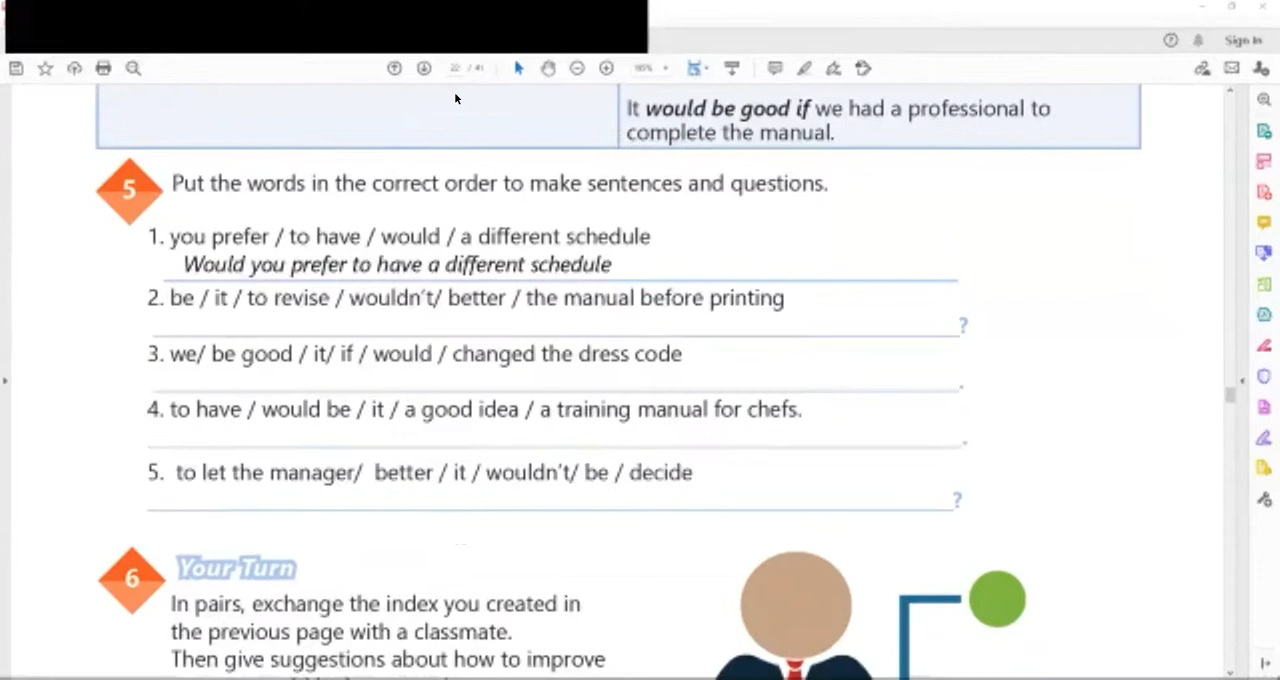 Sign In
22 / 41
It would be good if we had a professional to
complete the manual.
5
Put the words in the correct order to make sentences and questions.
1. you prefer / to have / would / a different schedule
Would you prefer to have a different schedule
2. be / it / to revise / wouldn't/ better / the manual before printing
?
3. we/ be good / it/ if / would / changed the dress code
.
4. to have / would be / it / a good idea / a training manual for chefs.
.
5. to let the manager/ better / it / wouldn't/ be / decide
?
6
Your Turn
In pairs, exchange the index you created in
the previous page with a classmate.
Then give suggestions about how to improve